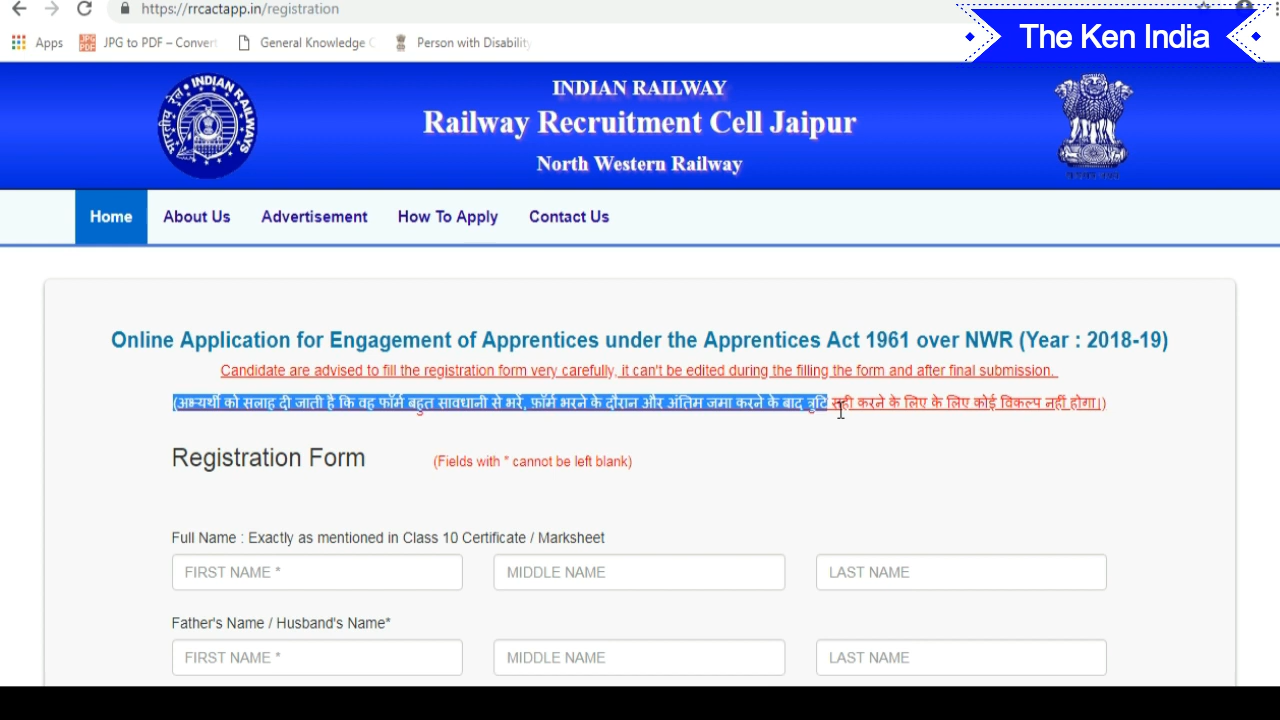 https://rrcactapp.in/registration
The Ken India
Apps JPG to PDF – Convert General Knowledge Person with Disability
INDIAN RAILWAY
Railway Recruitment Cell Jaipur
North Western Railway
भारतीय रेल INDIAN RAILWAYS
Home About Us Advertisement How To Apply Contact Us
Online Application for Engagement of Apprentices under the Apprentices Act 1961 over NWR (Year : 2018-19)
Candidate are advised to fill the registration form very carefully, it can't be edited during the filling the form and after final submission.
(अभ्यर्थी को सलाह दी जाती है कि वह फॉर्म बहुत सावधानी से भरें, फ़ॉर्म भरने के दौरान और अंतिम जमा करने के बाद त्रुटि सही करने के लिए के लिए कोई विकल्प नहीं होगा।)
Registration Form (Fields with * cannot be left blank)
Full Name : Exactly as mentioned in Class 10 Certificate / Marksheet
FIRST NAME * MIDDLE NAME LAST NAME
Father's Name / Husband's Name*
FIRST NAME * MIDDLE NAME LAST NAME